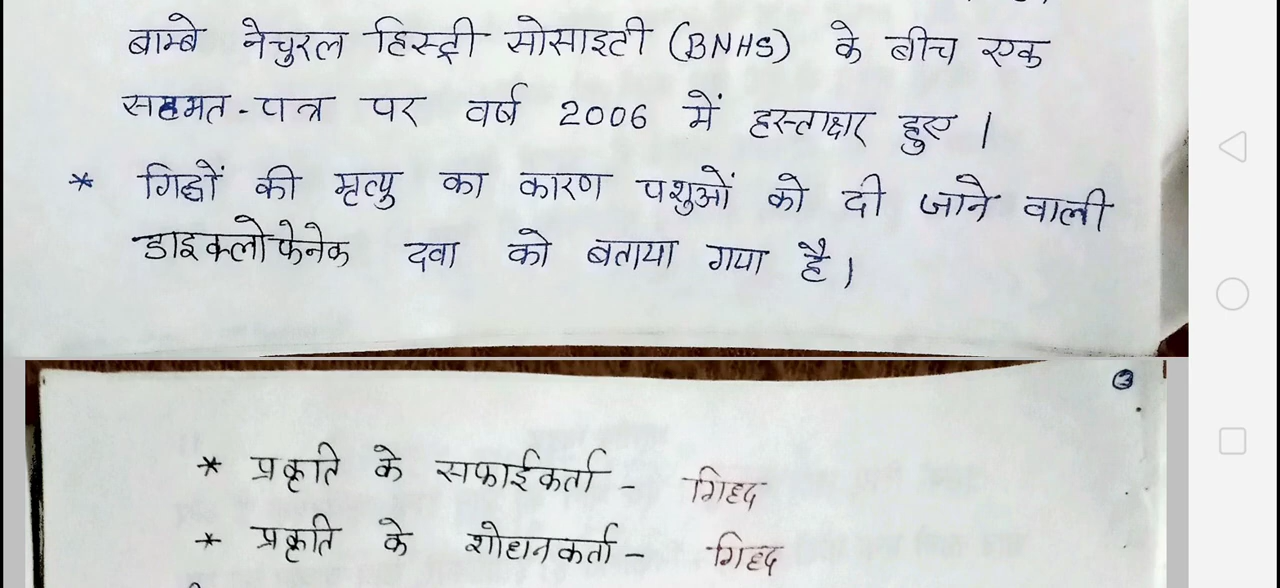 बाम्बे नेचुरल हिस्ट्री सोसाइटी (BNHS) के बीच एक
सहमत-पत्र पर वर्ष 2006 में हस्ताक्षर हुए।
* गिद्धों की मृत्यु का कारण पशुओं को दी जाने वाली
डाइक्लोफेनेक दवा को बताया गया है।
3
* प्रकृति के सफाईकर्ता - गिद्द
* प्रकृति के शोधनकर्ता - गिद्द